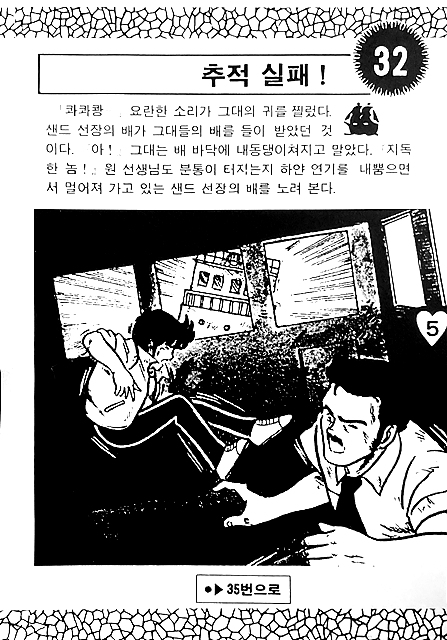 32
추적 실패!
「콰콰쾅 」 요란한 소리가 그대의 귀를 찔렀다.
샌드 선장의 배가 그대들의 배를 들이 받았던 것
이다. 「아!」 그대는 배 바닥에 내동댕이쳐지고 말았다. 「지독
한 놈!」 원 선생님도 분통이 터지는지 하얀 연기를 내뿜으면
서 멀어져 가고 있는 샌드 선장의 배를 노려 본다.
5
●▶35번으로